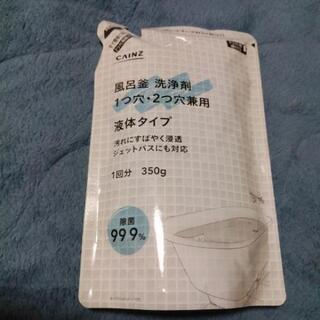 CAINZ
風呂釜 洗浄剤
1つ穴・2つ穴兼用
液体タイプ
汚れにすばやく浸透
ジェットバスにも対応
1回分 350g
除菌
99.9%